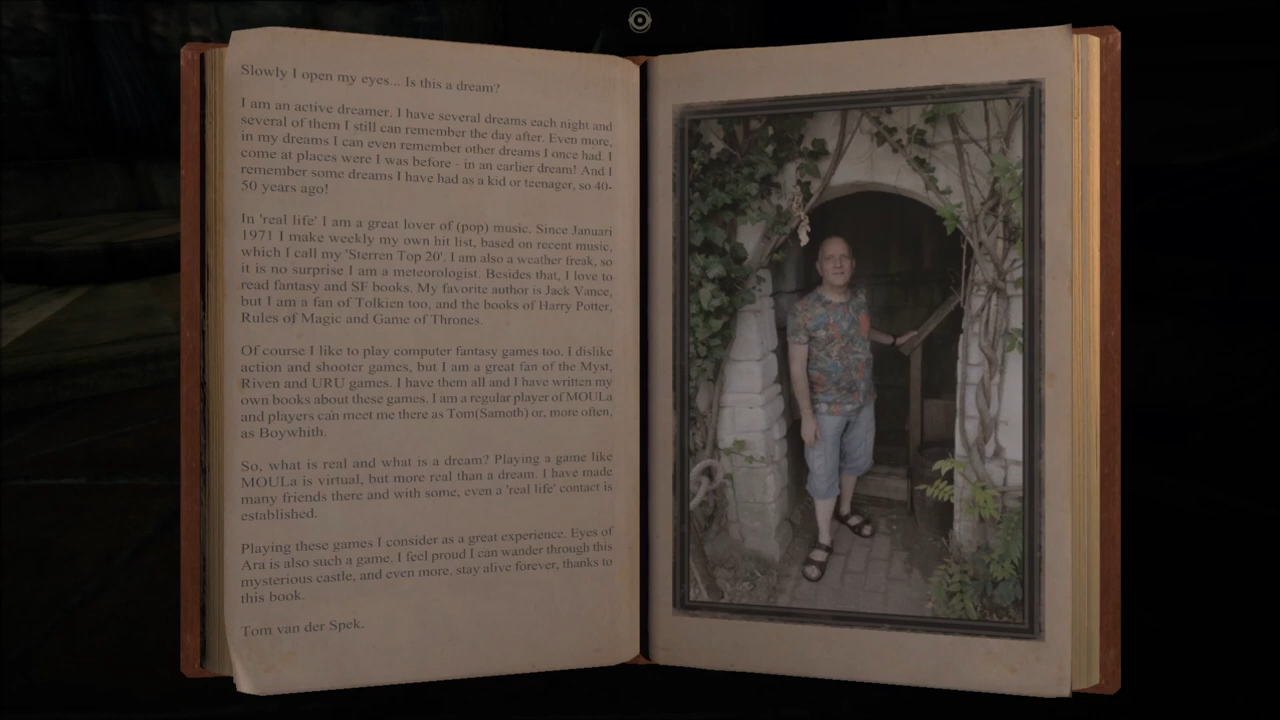 Slowly I open my eyes... Is this a dream?
I am an active dreamer. I have several dreams each night and
several of them I still can remember the day after. Even more,
in my dreams I can even remember other dreams I once had. I
come at places were I was before - in an earlier dream! And I
remember some dreams I have had as a kid or teenager, so 40-
50 years ago!
In 'real life' I am a great lover of (pop) music. Since Januari
1971 I make weekly my own hit list, based on recent music,
which I call my 'Sterren Top 20'. I am also a weather freak, so
it is no surprise I am a meteorologist. Besides that, I love to
read fantasy and SF books. My favorite author is Jack Vance,
but I am a fan of Tolkien too, and the books of Harry Potter,
Rules of Magic and Game of Thrones.
Of course I like to play computer fantasy games too. I dislike
action and shooter games, but I am a great fan of the Myst,
Riven and URU games. I have them all and I have written my
own books about these games. I am a regular player of MOULa
and players can meet me there as Tom(Samoth) or, more often,
as Boywhith.
So, what is real and what is a dream? Playing a game like
MOULa is virtual, but more real than a dream. I have made
many friends there and with some, even a 'real life' contact is
established.
Playing these games I consider as a great experience. Eyes of
Ara is also such a game. I feel proud I can wander through this
mysterious castle, and even more, stay alive forever, thanks to
this book.
Tom van der Spek.